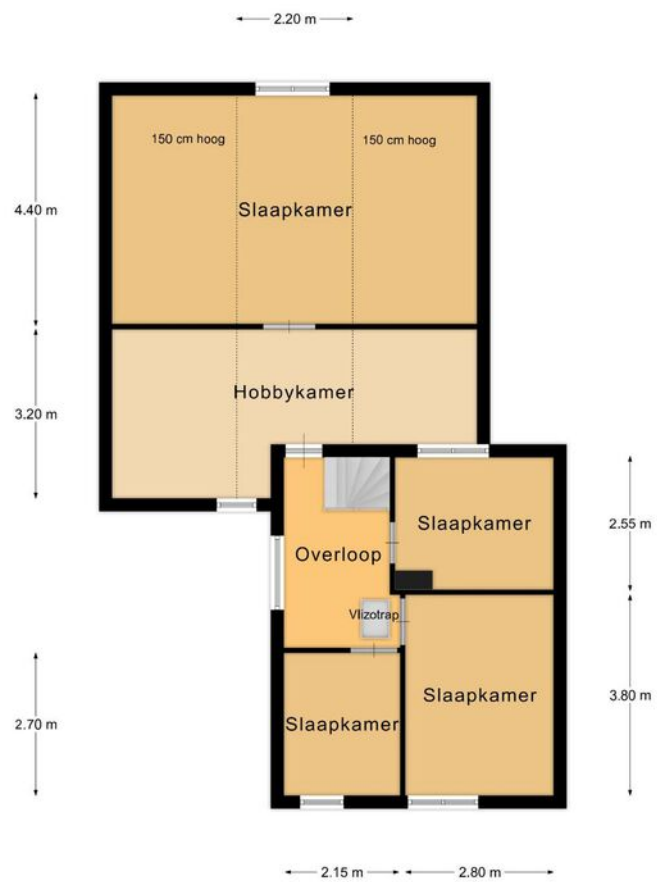 2.20 m
150 cm hoog
150 cm hoog
4.40 m
Slaapkamer
Hobbykamer
3.20 m
Slaapkamer
2.55 m
Overloop
Vlizotrap
Slaapkamer
3.80 m
2.70 m
Slaapkamer
2.15 m
2.80 m